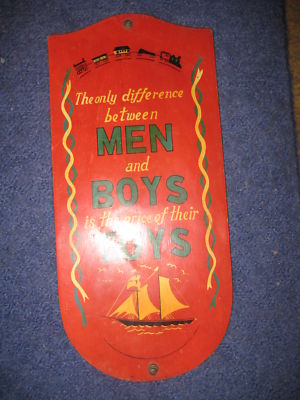 The only difference
between
MEN
and
BOYS
is the price of their
TOYS